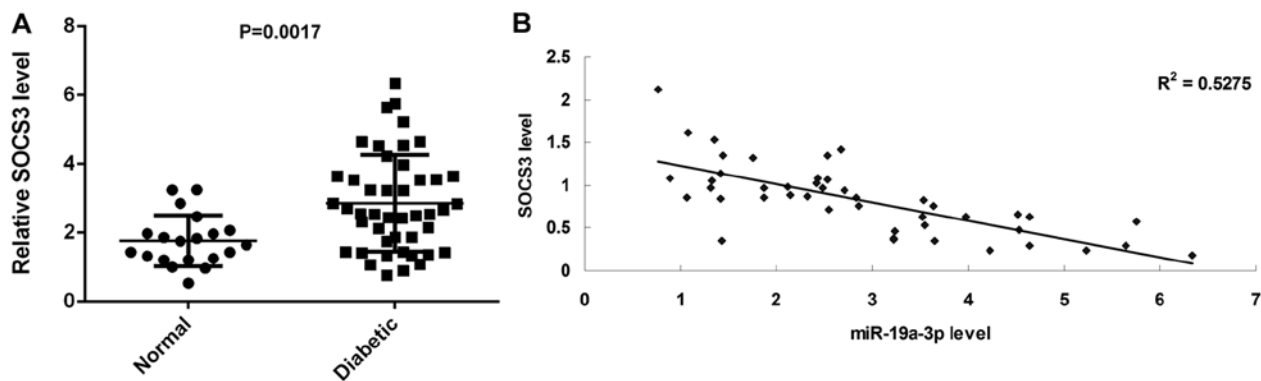 A
P=0.0017
Relative SOCS3 level
8
6
4
2
0
Normal
Diabetic
B
R² = 0.5275
SOCS3 level
2.5
2
1.5
1
0.5
0
0 1 2 3 4 5 6 7
miR-19a-3p level